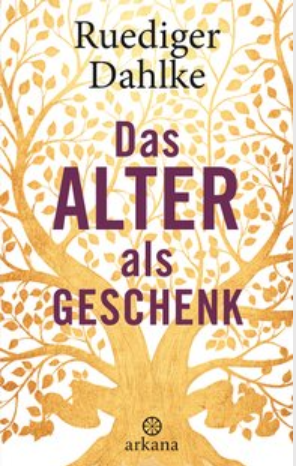 Ruediger
Dahlke
Das
ALTER
als
GESCHENK
arkana